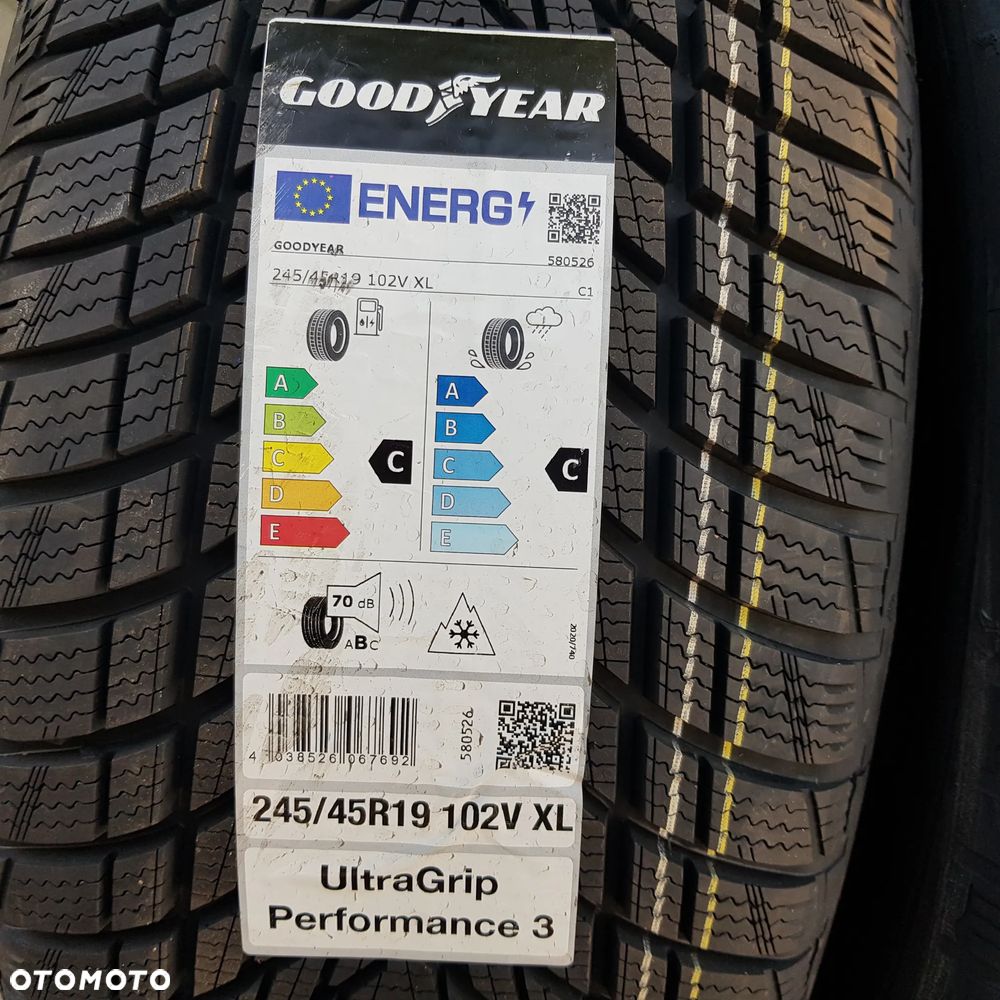 GOODYEAR
ENERG
GOODYEAR
580526
245/45R19 102V XL
C1
A
B
C
D
E
C
A
B
C
D
E
C
70 dB
ABC
2020/740
4 038526 067692
580526
245/45R19 102V XL
UltraGrip
Performance 3
OTOMOTO